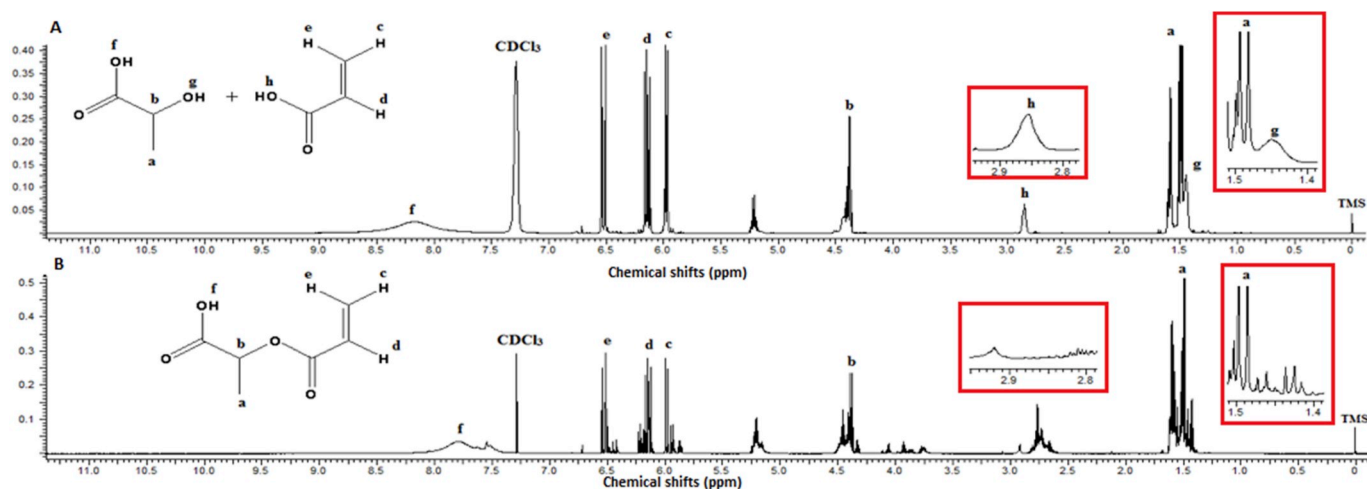 A
e
c
H
H
f
OH
g
h
b
OH
+
HO
O
H
d
a
O
CDCl3
e
d
c
b
h
a
g
f
TMS
h
2.9
2.8
a
g
1.5
1.4
0.40
0.35
0.30
0.25
0.20
0.15
0.10
0.05
0
11.0 10.5 10.0 9.5 9.0 8.5 8.0 7.5 7.0 6.5 6.0 5.5 5.0 4.5 4.0 3.5 3.0 2.5 2.0 1.5 1.0 0.5 0
Chemical shifts (ppm)
B
e
c
H
H
f
OH
b
O
O
O
H
d
a
CDCl3
e
d
c
b
a
f
TMS
2.9
2.8
a
1.5
1.4
0.5
0.4
0.3
0.2
0.1
11.0 10.5 10.0 9.5 9.0 8.5 8.0 7.5 7.0 6.5 6.0 5.5 5.0 4.5 4.0 3.5 3.0 2.5 2.0 1.5 1.0 0.5 0
Chemical shifts (ppm)